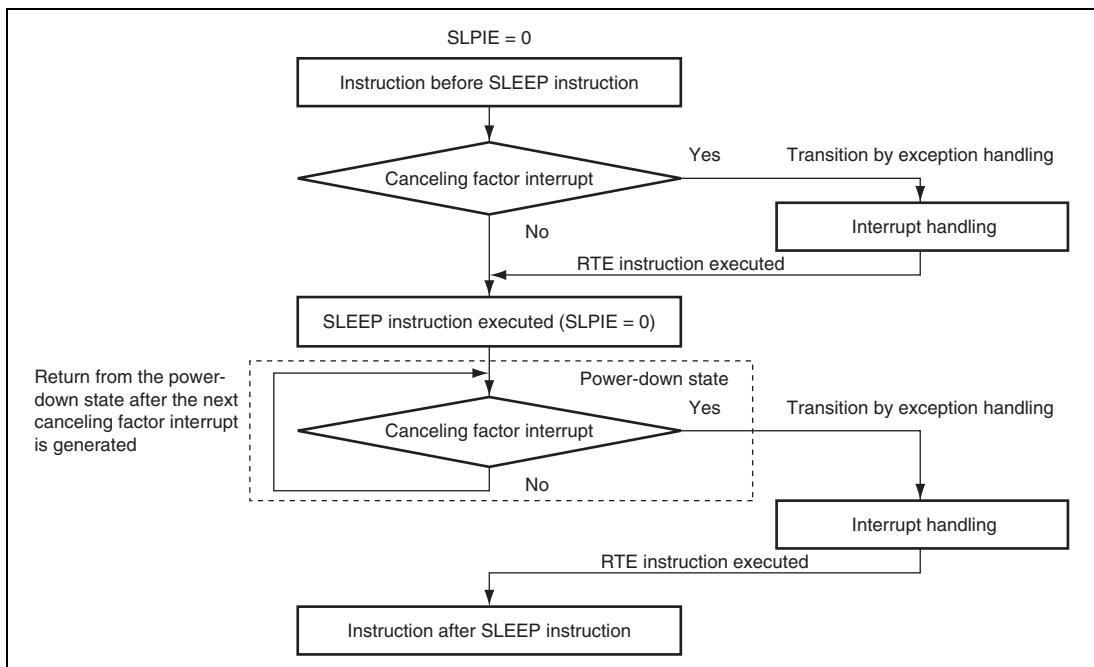 SLPIE = 0
Instruction before SLEEP instruction
Yes
Transition by exception handling
Canceling factor interrupt
Interrupt handling
No
RTE instruction executed
SLEEP instruction executed (SLPIE = 0)
Return from the power-
down state after the next
canceling factor interrupt
is generated
Power-down state
Yes
Transition by exception handling
Canceling factor interrupt
No
Interrupt handling
RTE instruction executed
Instruction after SLEEP instruction